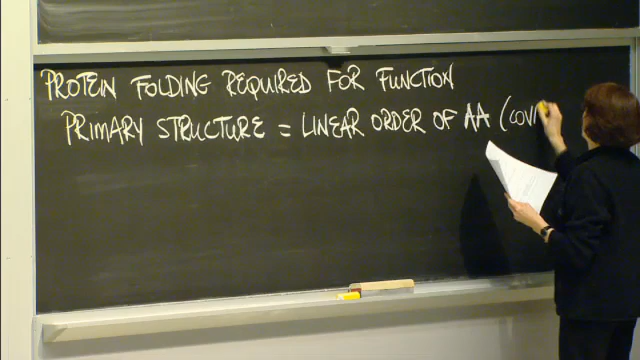 PROTEIN FOLDING REQUIRED FOR FUNCTION
PRIMARY STRUCTURE = LINEAR ORDER OF AA (COV